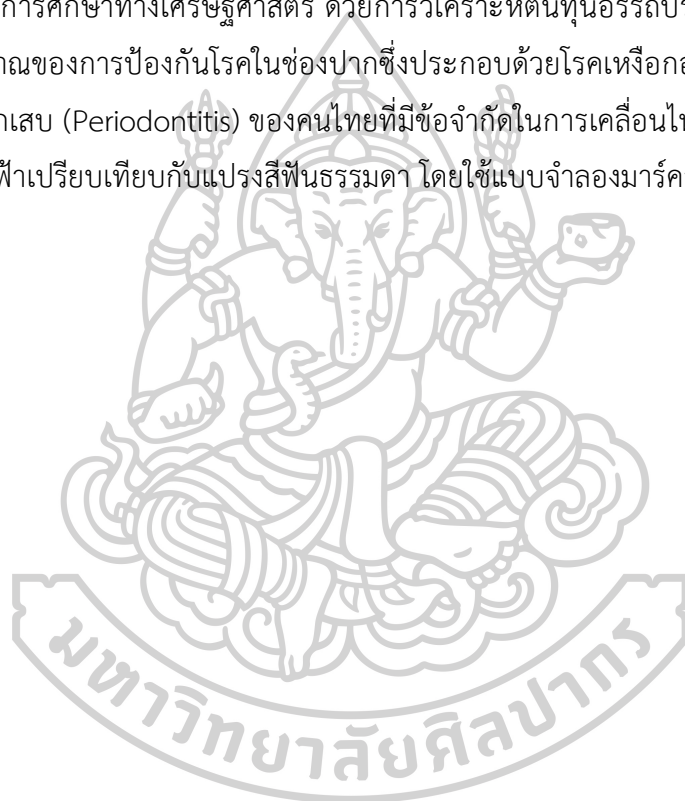 การศึกษาทางเศรษฐศาสตร์ ด้วยการวิเคราะห์ต้นทุนอรรถปร
ของการป้องกันโรคในช่องปากซึ่งประกอบด้วยโรคเหงือกอ
(Periodontitis) ของคนไทยที่มีข้อจำกัดในการเคลื่อนไห
ฟ้าเปรียบเทียบกับแปรงสีฟันธรรมดา โดยใช้แบบจำลองมาร์ค
มหาวิทยาลัยศิลปากร